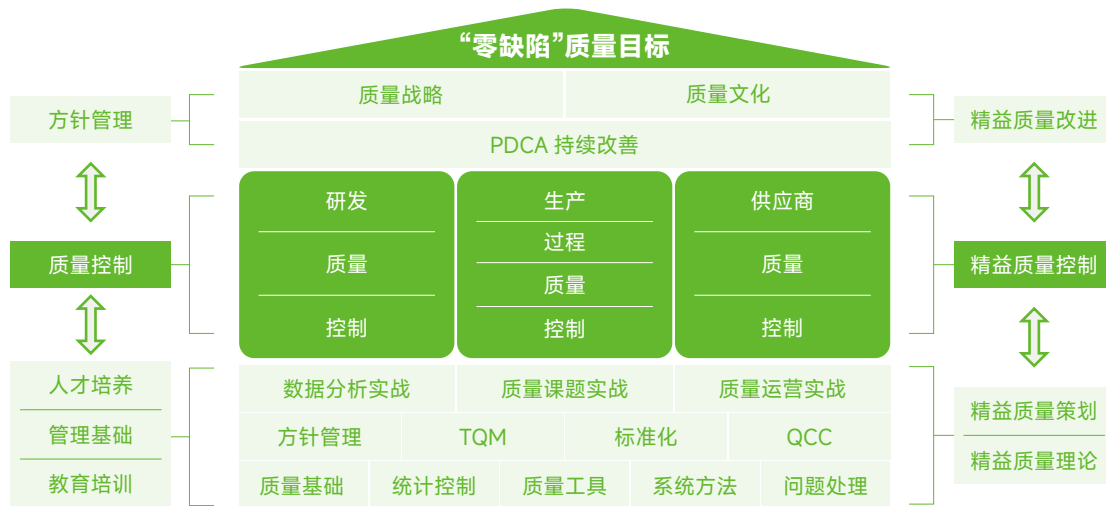 “零缺陷”质量目标
质量战略
质量文化
PDCA 持续改善
方针管理
质量控制
人才培养
管理基础
教育培训
研发
质量
控制
生产
过程
质量
控制
供应商
质量
控制
数据分析实战
质量课题实战
质量运营实战
方针管理
TQM
标准化
QCC
质量基础
统计控制
质量工具
系统方法
问题处理
精益质量改进
精益质量控制
精益质量策划
精益质量理论